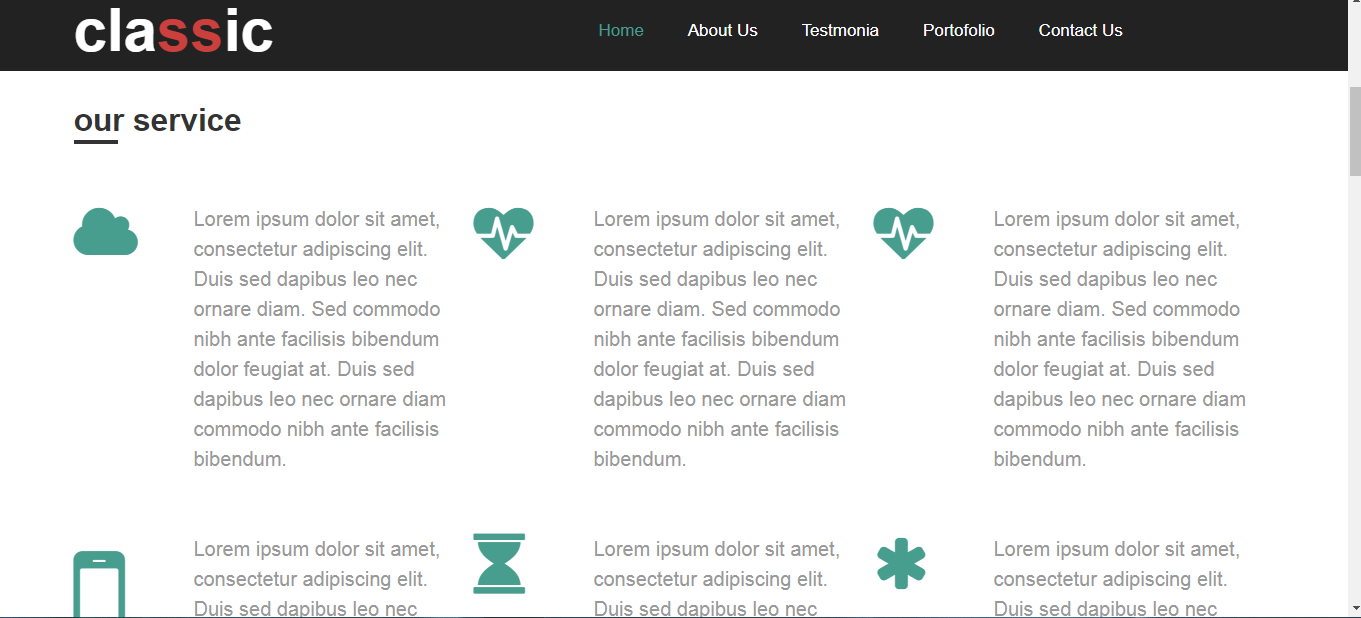 classic
Home About Us Testmonia Portofolio Contact Us
our service
Lorem ipsum dolor sit amet,
consectetur adipiscing elit.
Duis sed dapibus leo nec
ornare diam. Sed commodo
nibh ante facilisis bibendum
dolor feugiat at. Duis sed
dapibus leo nec ornare diam
commodo nibh ante facilisis
bibendum.
Lorem ipsum dolor sit amet,
consectetur adipiscing elit.
Duis sed dapibus leo nec
ornare diam. Sed commodo
nibh ante facilisis bibendum
dolor feugiat at. Duis sed
dapibus leo nec ornare diam
commodo nibh ante facilisis
bibendum.
Lorem ipsum dolor sit amet,
consectetur adipiscing elit.
Duis sed dapibus leo nec
ornare diam. Sed commodo
nibh ante facilisis bibendum
dolor feugiat at. Duis sed
dapibus leo nec ornare diam
commodo nibh ante facilisis
bibendum.
Lorem ipsum dolor sit amet,
consectetur adipiscing elit.
Duis sed dapibus leo nec
Lorem ipsum dolor sit amet,
consectetur adipiscing elit.
Duis sed dapibus leo nec
Lorem ipsum dolor sit amet,
consectetur adipiscing elit.
Duis sed dapibus leo nec